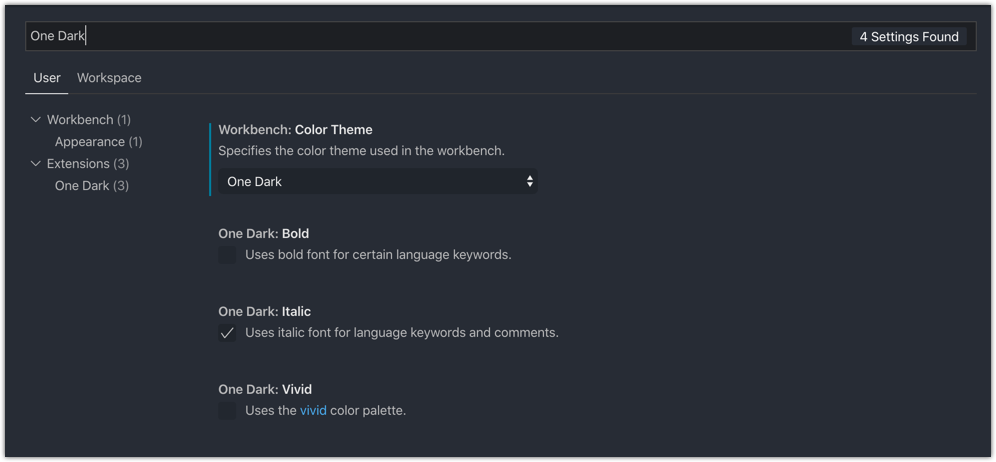 One Dark
4 Settings Found
User
Workspace
Workbench (1)
Appearance (1)
Extensions (3)
One Dark (3)
Workbench: Color Theme
Specifies the color theme used in the workbench.
One Dark
One Dark: Bold
Uses bold font for certain language keywords.
One Dark: Italic
Uses italic font for language keywords and comments.
One Dark: Vivid
Uses the vivid color palette.